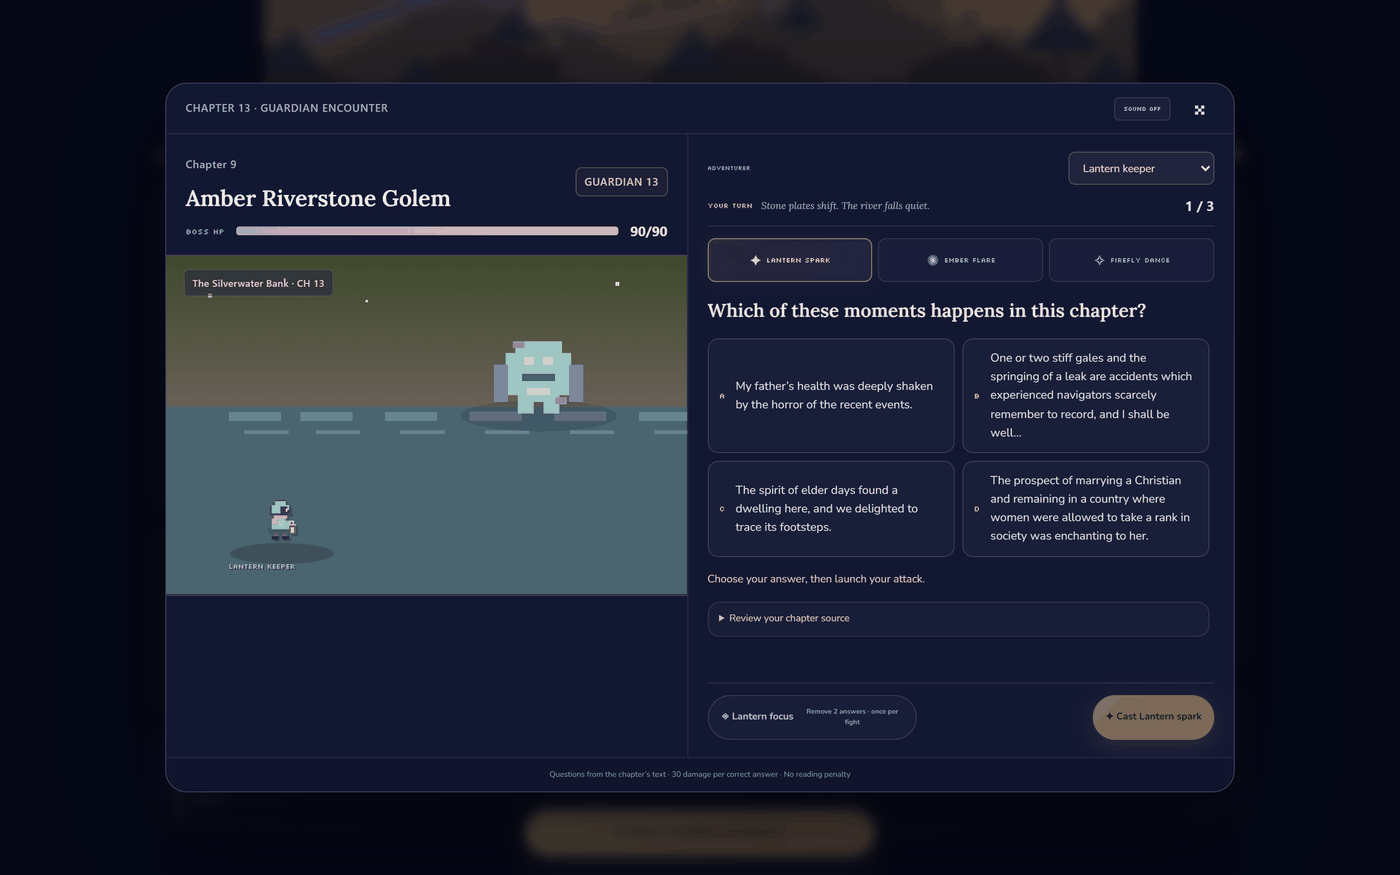 CHAPTER 13 · GUARDIAN ENCOUNTER
SOUND OFF
Chapter 9
Amber Riverstone Golem
GUARDIAN 13
BOSS HP
90/90
The Silverwater Bank · CH 13
LANTERN KEEPER
ADVENTURER
Lantern keeper
YOUR TURN
Stone plates shift. The river falls quiet.
1 / 3
LANTERN SPARK
EMBER FLARE
FIREFLY DANCE
Which of these moments happens in this chapter?
A
My father’s health was deeply shaken
by the horror of the recent events.
B
One or two stiff gales and the
springing of a leak are accidents which
experienced navigators scarcely
remember to record, and I shall be
well...
C
The spirit of elder days found a
dwelling here, and we delighted to
trace its footsteps.
D
The prospect of marrying a Christian
and remaining in a country where
women were allowed to take a rank in
society was enchanting to her.
Choose your answer, then launch your attack.
Review your chapter source
Lantern focus
Remove 2 answers · once per
fight
Cast Lantern spark
Questions from the chapter’s text · 30 damage per correct answer · No reading penalty